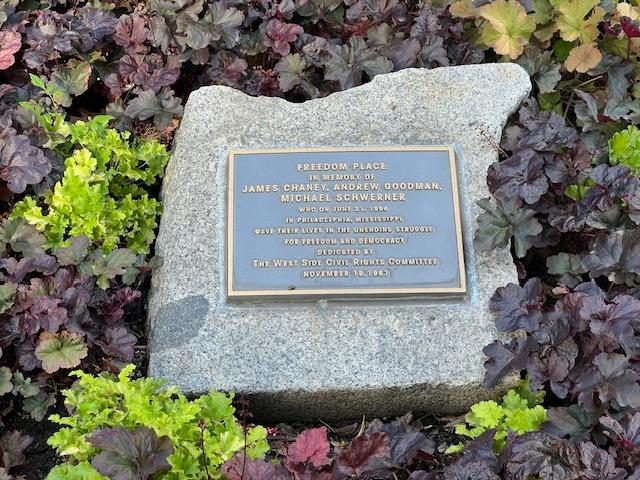 FREEDOM PLACE
IN MEMORY OF
JAMES CHANEY, ANDREW GOODMAN,
MICHAEL SCHWERNER
WHO ON JUNE 21, 1964
IN PHILADELPHIA, MISSISSIPPI,
GAVE THEIR LIVES IN THE UNENDING STRUGGLE
FOR FREEDOM AND DEMOCRACY
DEDICATED BY
THE WEST SIDE CIVIL RIGHTS COMMITTEE
NOVEMBER 18, 1967